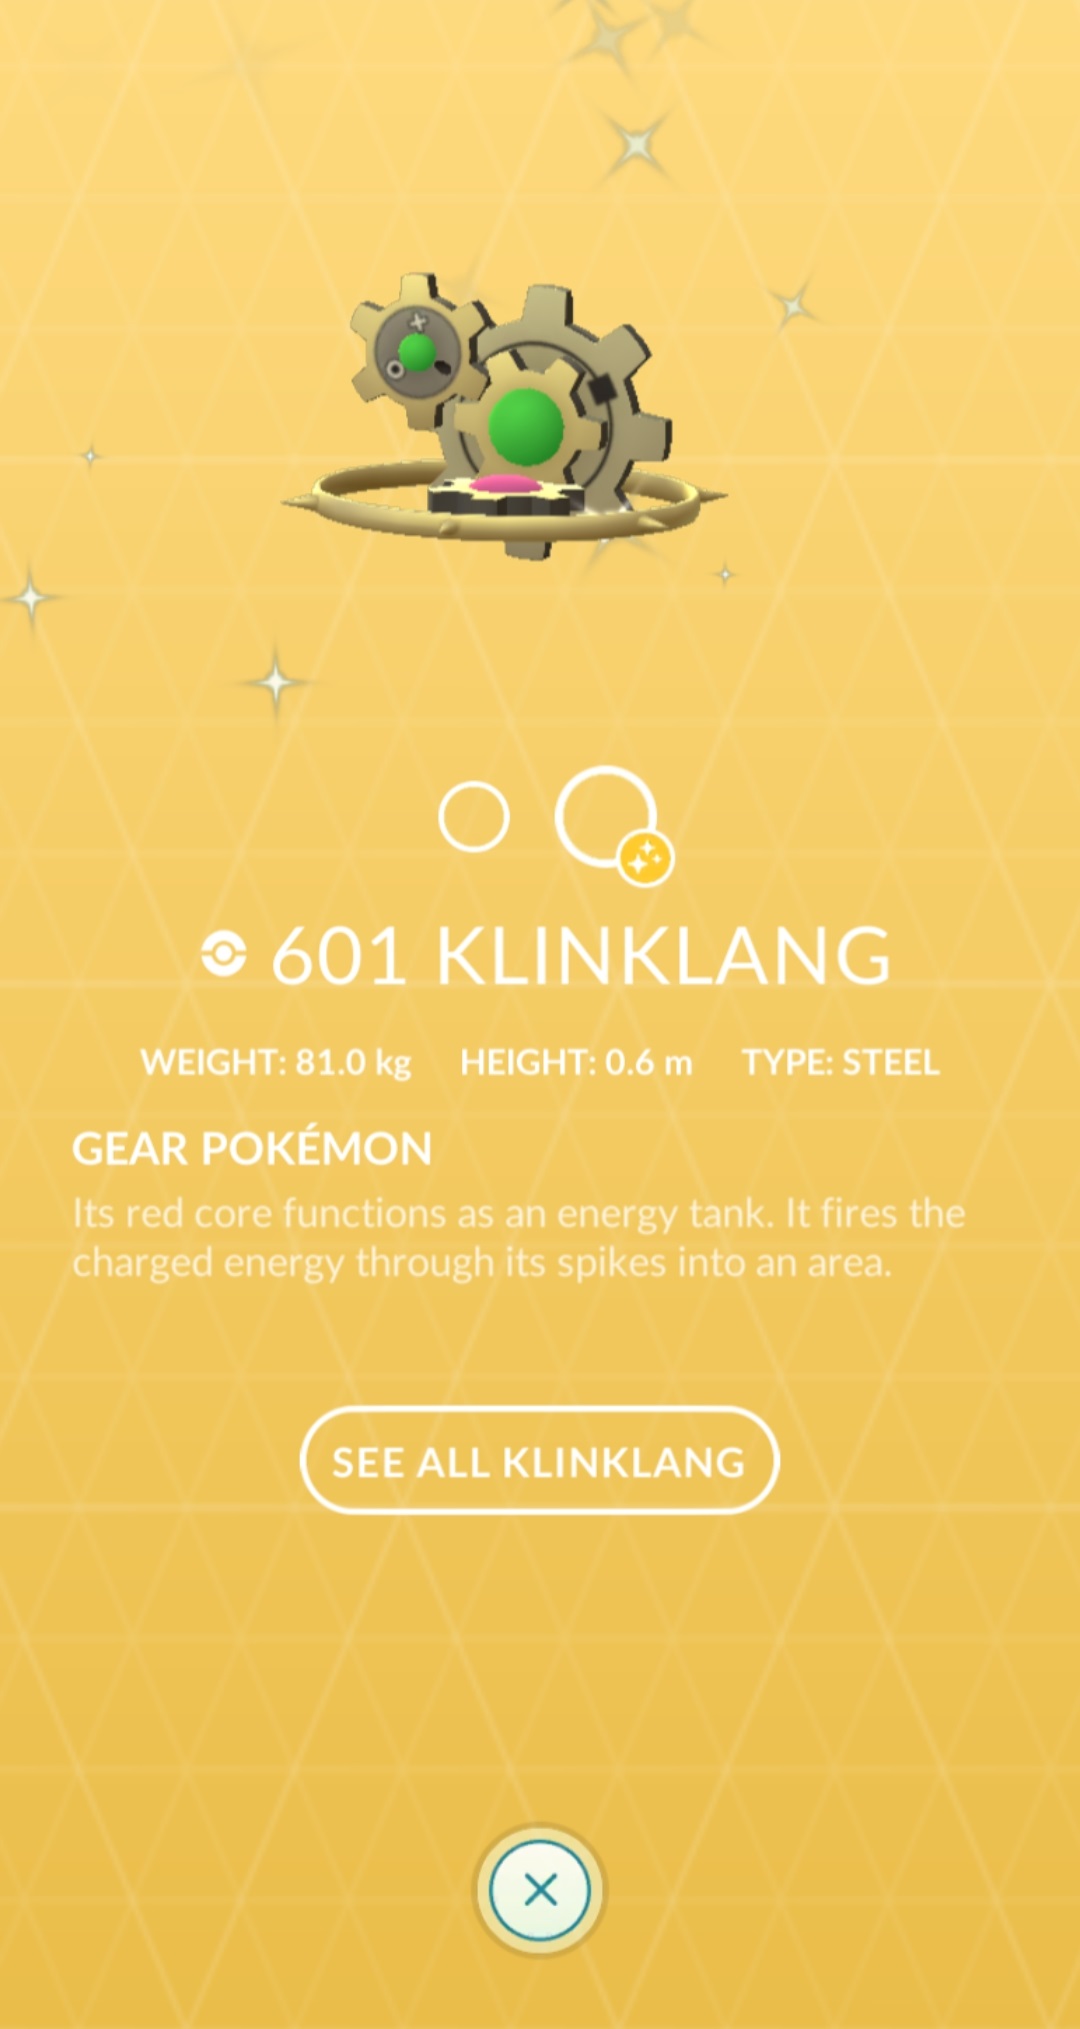 601 KLINKLANG
WEIGHT: 81.0 kg HEIGHT: 0.6 m TYPE: STEEL
GEAR POKÉMON
Its red core functions as an energy tank. It fires the
charged energy through its spikes into an area.
SEE ALL KLINKLANG